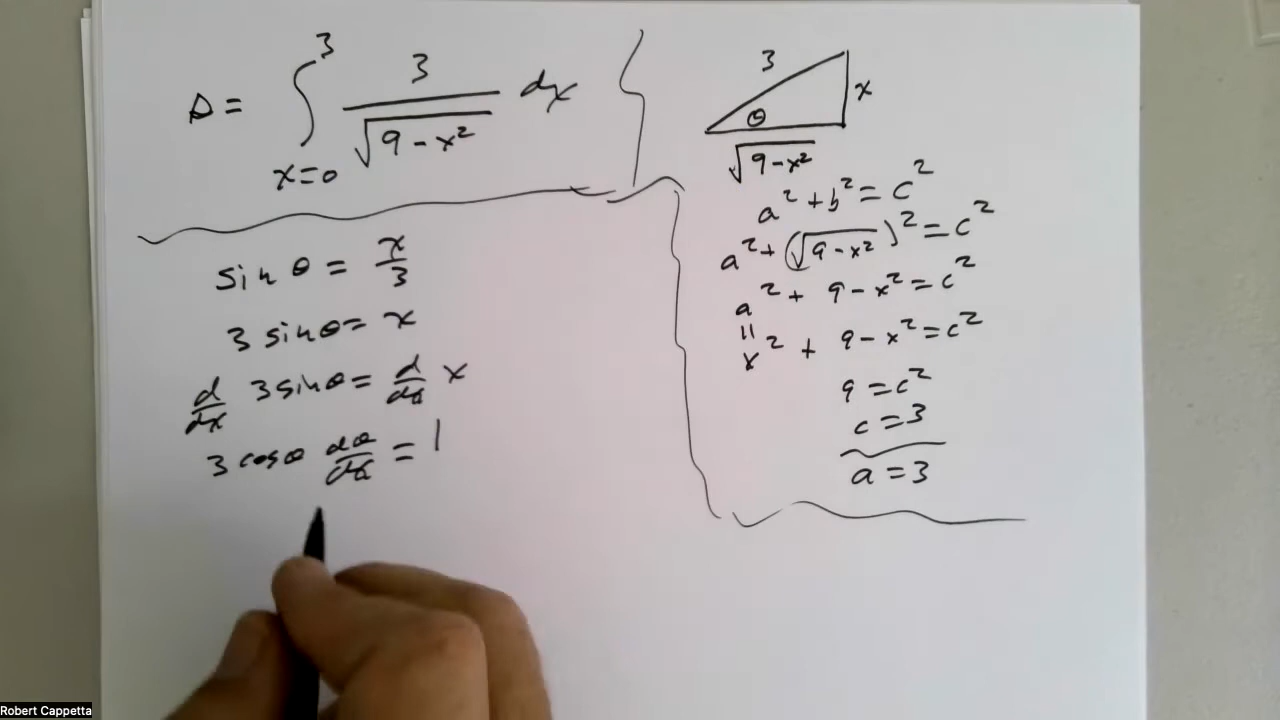 A = ∫_{x=0}^{3} 3/√(9-x²) dx
sin θ = x/3
3 sin θ = x
d/dx 3 sin θ = d/dx x
3 cos θ dθ/dx = 1
3
x
θ
√(9-x²)
a² + b² = c²
a² + (√(9-x²))² = c²
a² + 9-x² = c²
"
x² + 9-x² = c²
9 = c²
c = 3
a = 3
Robert Cappetta